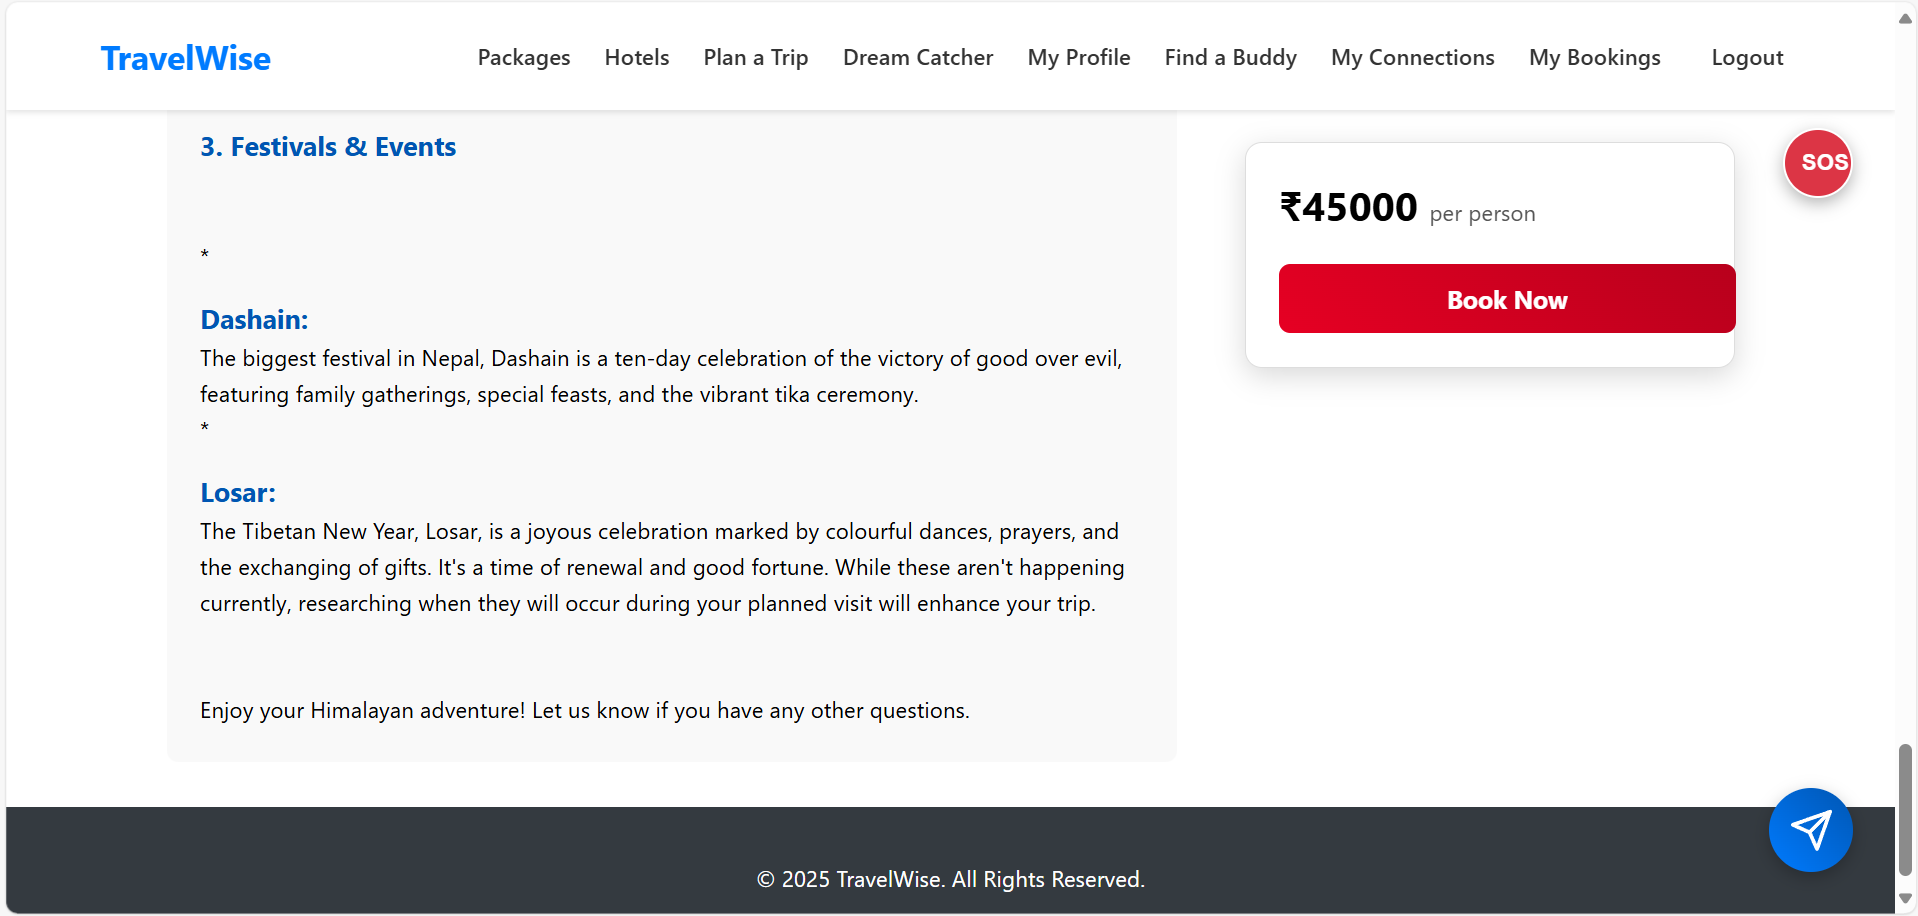 TravelWise
Packages Hotels Plan a Trip Dream Catcher My Profile Find a Buddy My Connections My Bookings Logout
3. Festivals & Events
*
Dashain:
The biggest festival in Nepal, Dashain is a ten-day celebration of the victory of good over evil,
featuring family gatherings, special feasts, and the vibrant tika ceremony.
*
Losar:
The Tibetan New Year, Losar, is a joyous celebration marked by colourful dances, prayers, and
the exchanging of gifts. It's a time of renewal and good fortune. While these aren't happening
currently, researching when they will occur during your planned visit will enhance your trip.
Enjoy your Himalayan adventure! Let us know if you have any other questions.
₹45000 per person
Book Now
SOS
© 2025 TravelWise. All Rights Reserved.